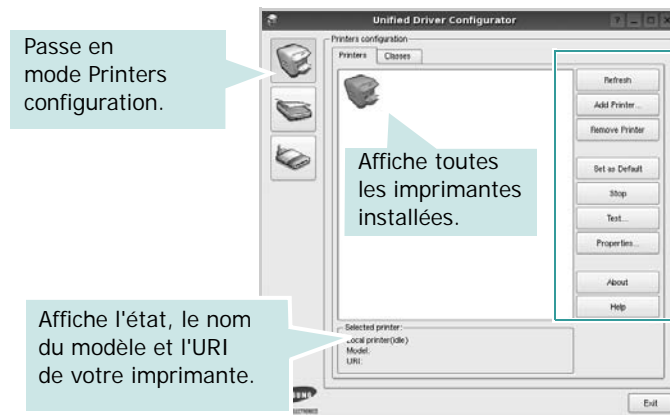 Unified Driver Configurator
Passe en
mode Printers
configuration.
Printers configuration
Printers
Classes
Refresh
Add Printer...
Remove Printer
Set as Default
Stop
Test...
Properties...
About
Help
Affiche toutes
les imprimantes
installées.
Affiche l'état, le nom
du modèle et l'URI
de votre imprimante.
Selected printer:
Local printer(idle)
Model:
URI:
ELECTRONICS
Exit